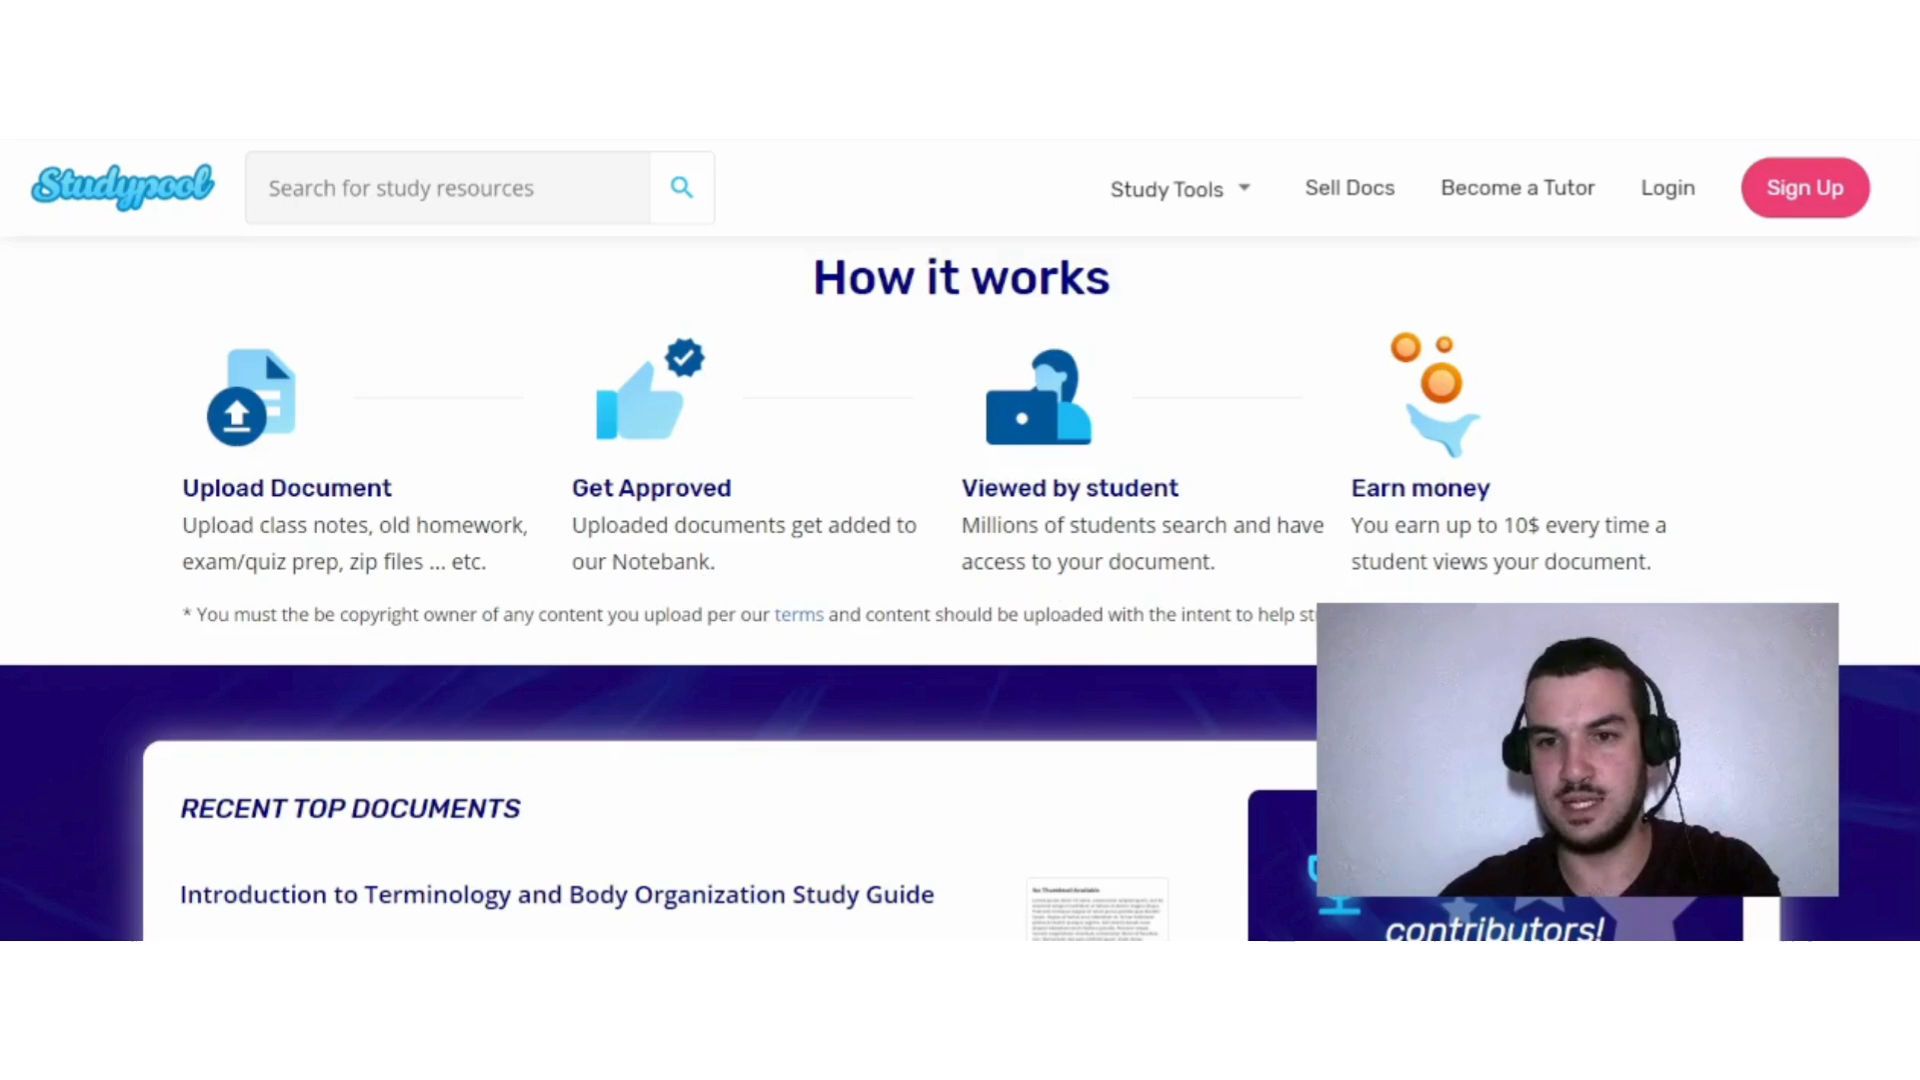 Studypool
Search for study resources
Study Tools
Sell Docs
Become a Tutor
Login
Sign Up
How it works
Upload Document
Upload class notes, old homework,
exam/quiz prep, zip files ... etc.
Get Approved
Uploaded documents get added to
our Notebank.
Viewed by student
Millions of students search and have
access to your document.
Earn money
You earn up to 10$ every time a
student views your document.
* You must the be copyright owner of any content you upload per our terms and content should be uploaded with the intent to help
RECENT TOP DOCUMENTS
Introduction to Terminology and Body Organization Study Guide
No Thumbnail Available
contributors!